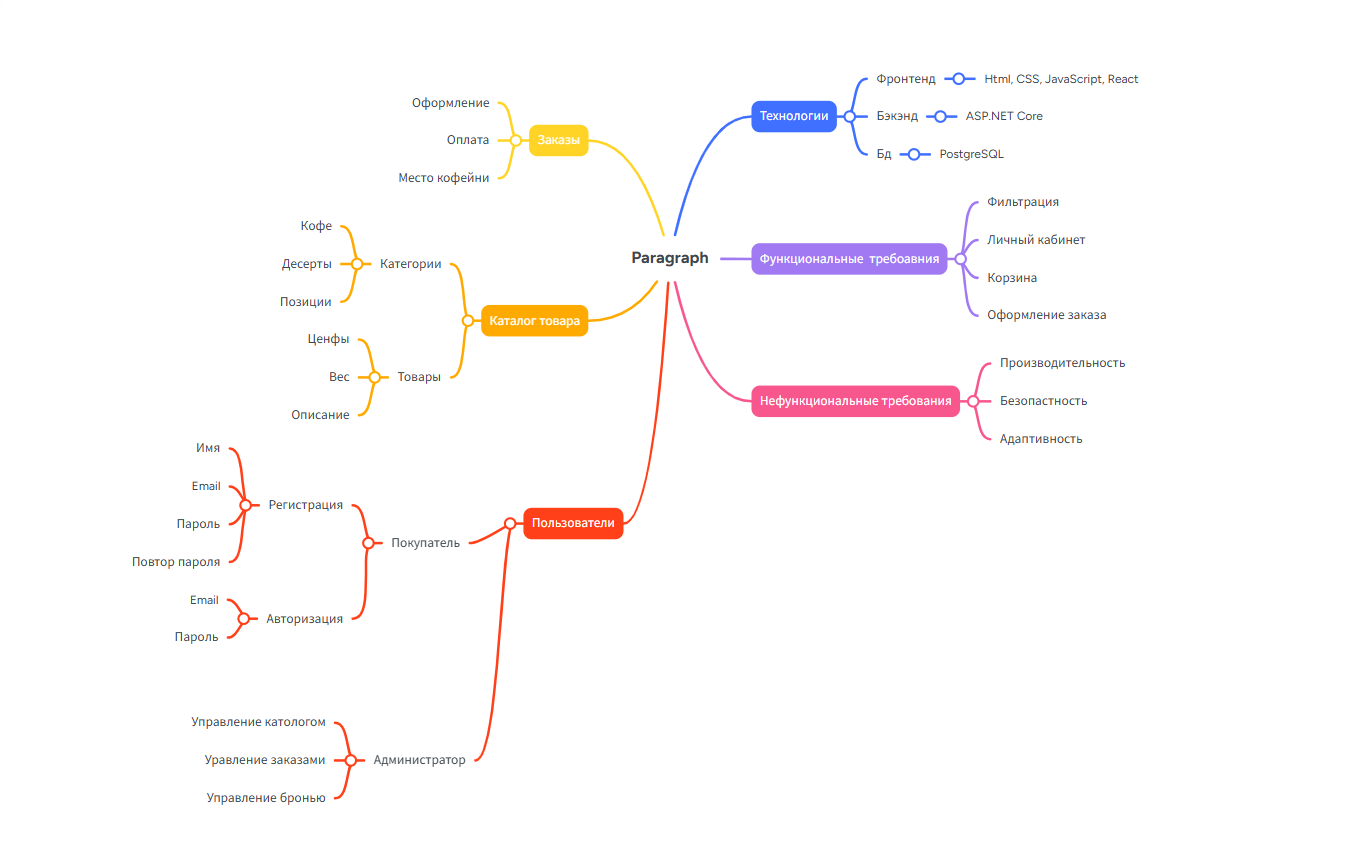 Paragraph
Технологии
Фронтенд
Html, CSS, JavaScript, React
Бэкэнд
ASP.NET Core
Бд
PostgreSQL
Функциональные требоавния
Фильтрация
Личный кабинет
Корзина
Оформление заказа
Нефункциональные требования
Производительность
Безопастность
Адаптивность
Заказы
Оформление
Оплата
Место кофейни
Каталог товара
Категории
Кофе
Десерты
Позиции
Товары
Ценфы
Вес
Описание
Пользователи
Покупатель
Регистрация
Имя
Email
Пароль
Повтор пароля
Авторизация
Email
Пароль
Администратор
Управление катологом
Уравление заказами
Управление бронью